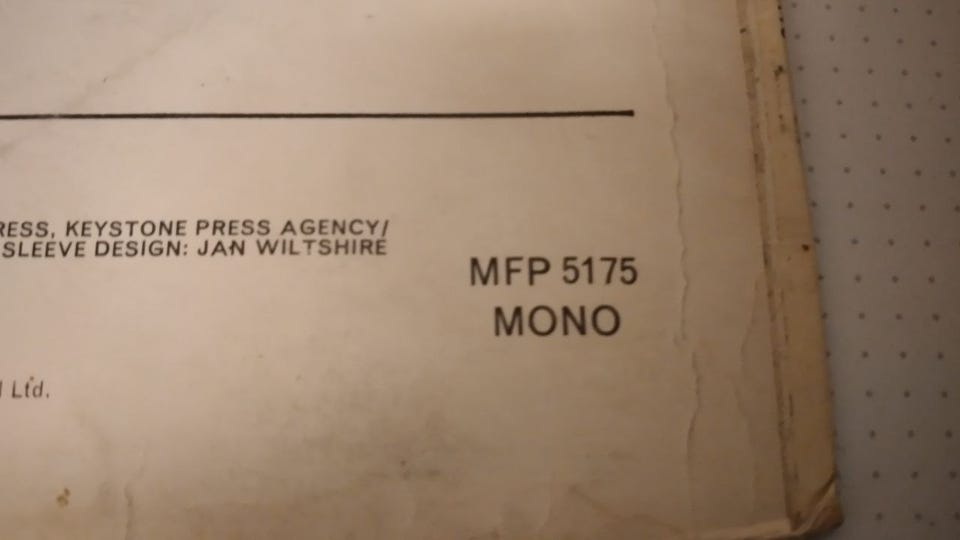 RESS, KEYSTONE PRESS AGENCY/
SLEEVE DESIGN: JAN WILTSHIRE
MFP 5175
MONO
Ltd.